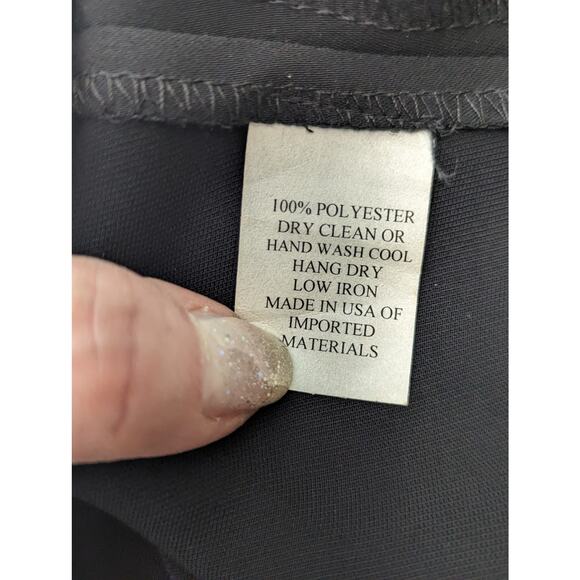 100% POLYESTER
DRY CLEAN OR
HAND WASH COOL
HANG DRY
LOW IRON
MADE IN USA OF
IMPORTED
MATERIALS